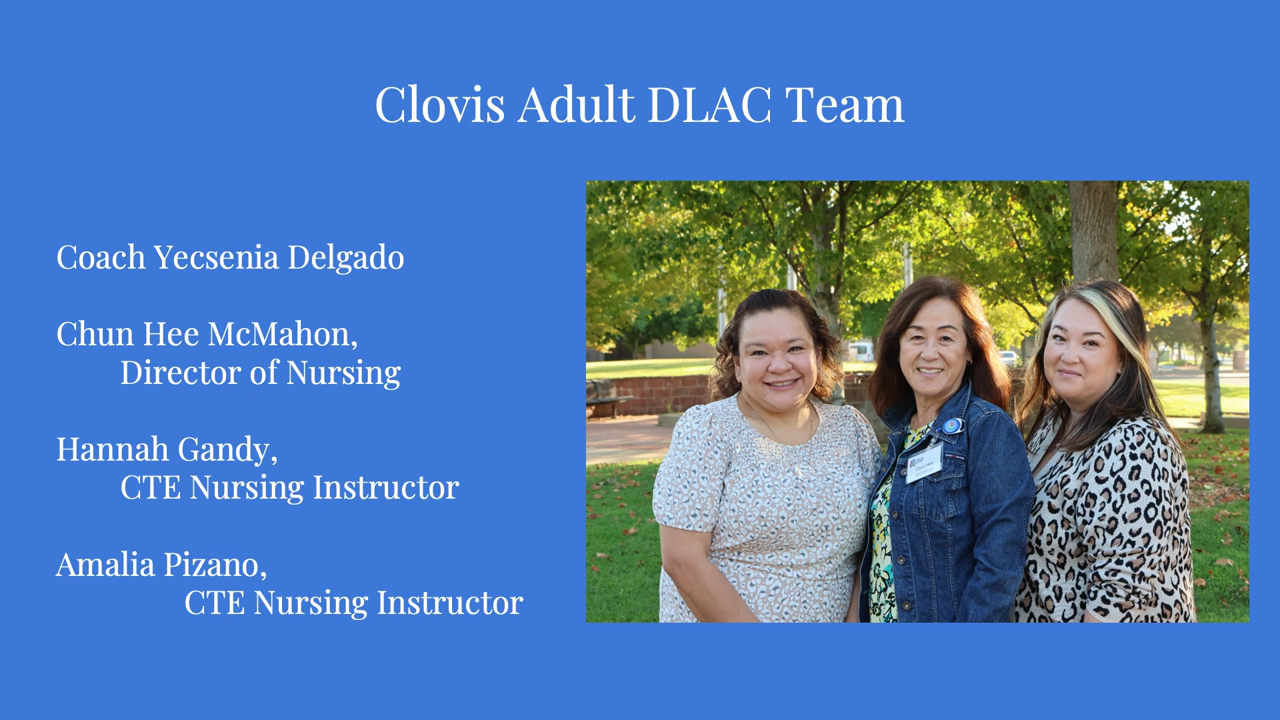 Clovis Adult DLAC Team
Coach Yecsenia Delgado
Chun Hee McMahon,
Director of Nursing
Hannah Gandy,
CTE Nursing Instructor
Amalia Pizano,
CTE Nursing Instructor